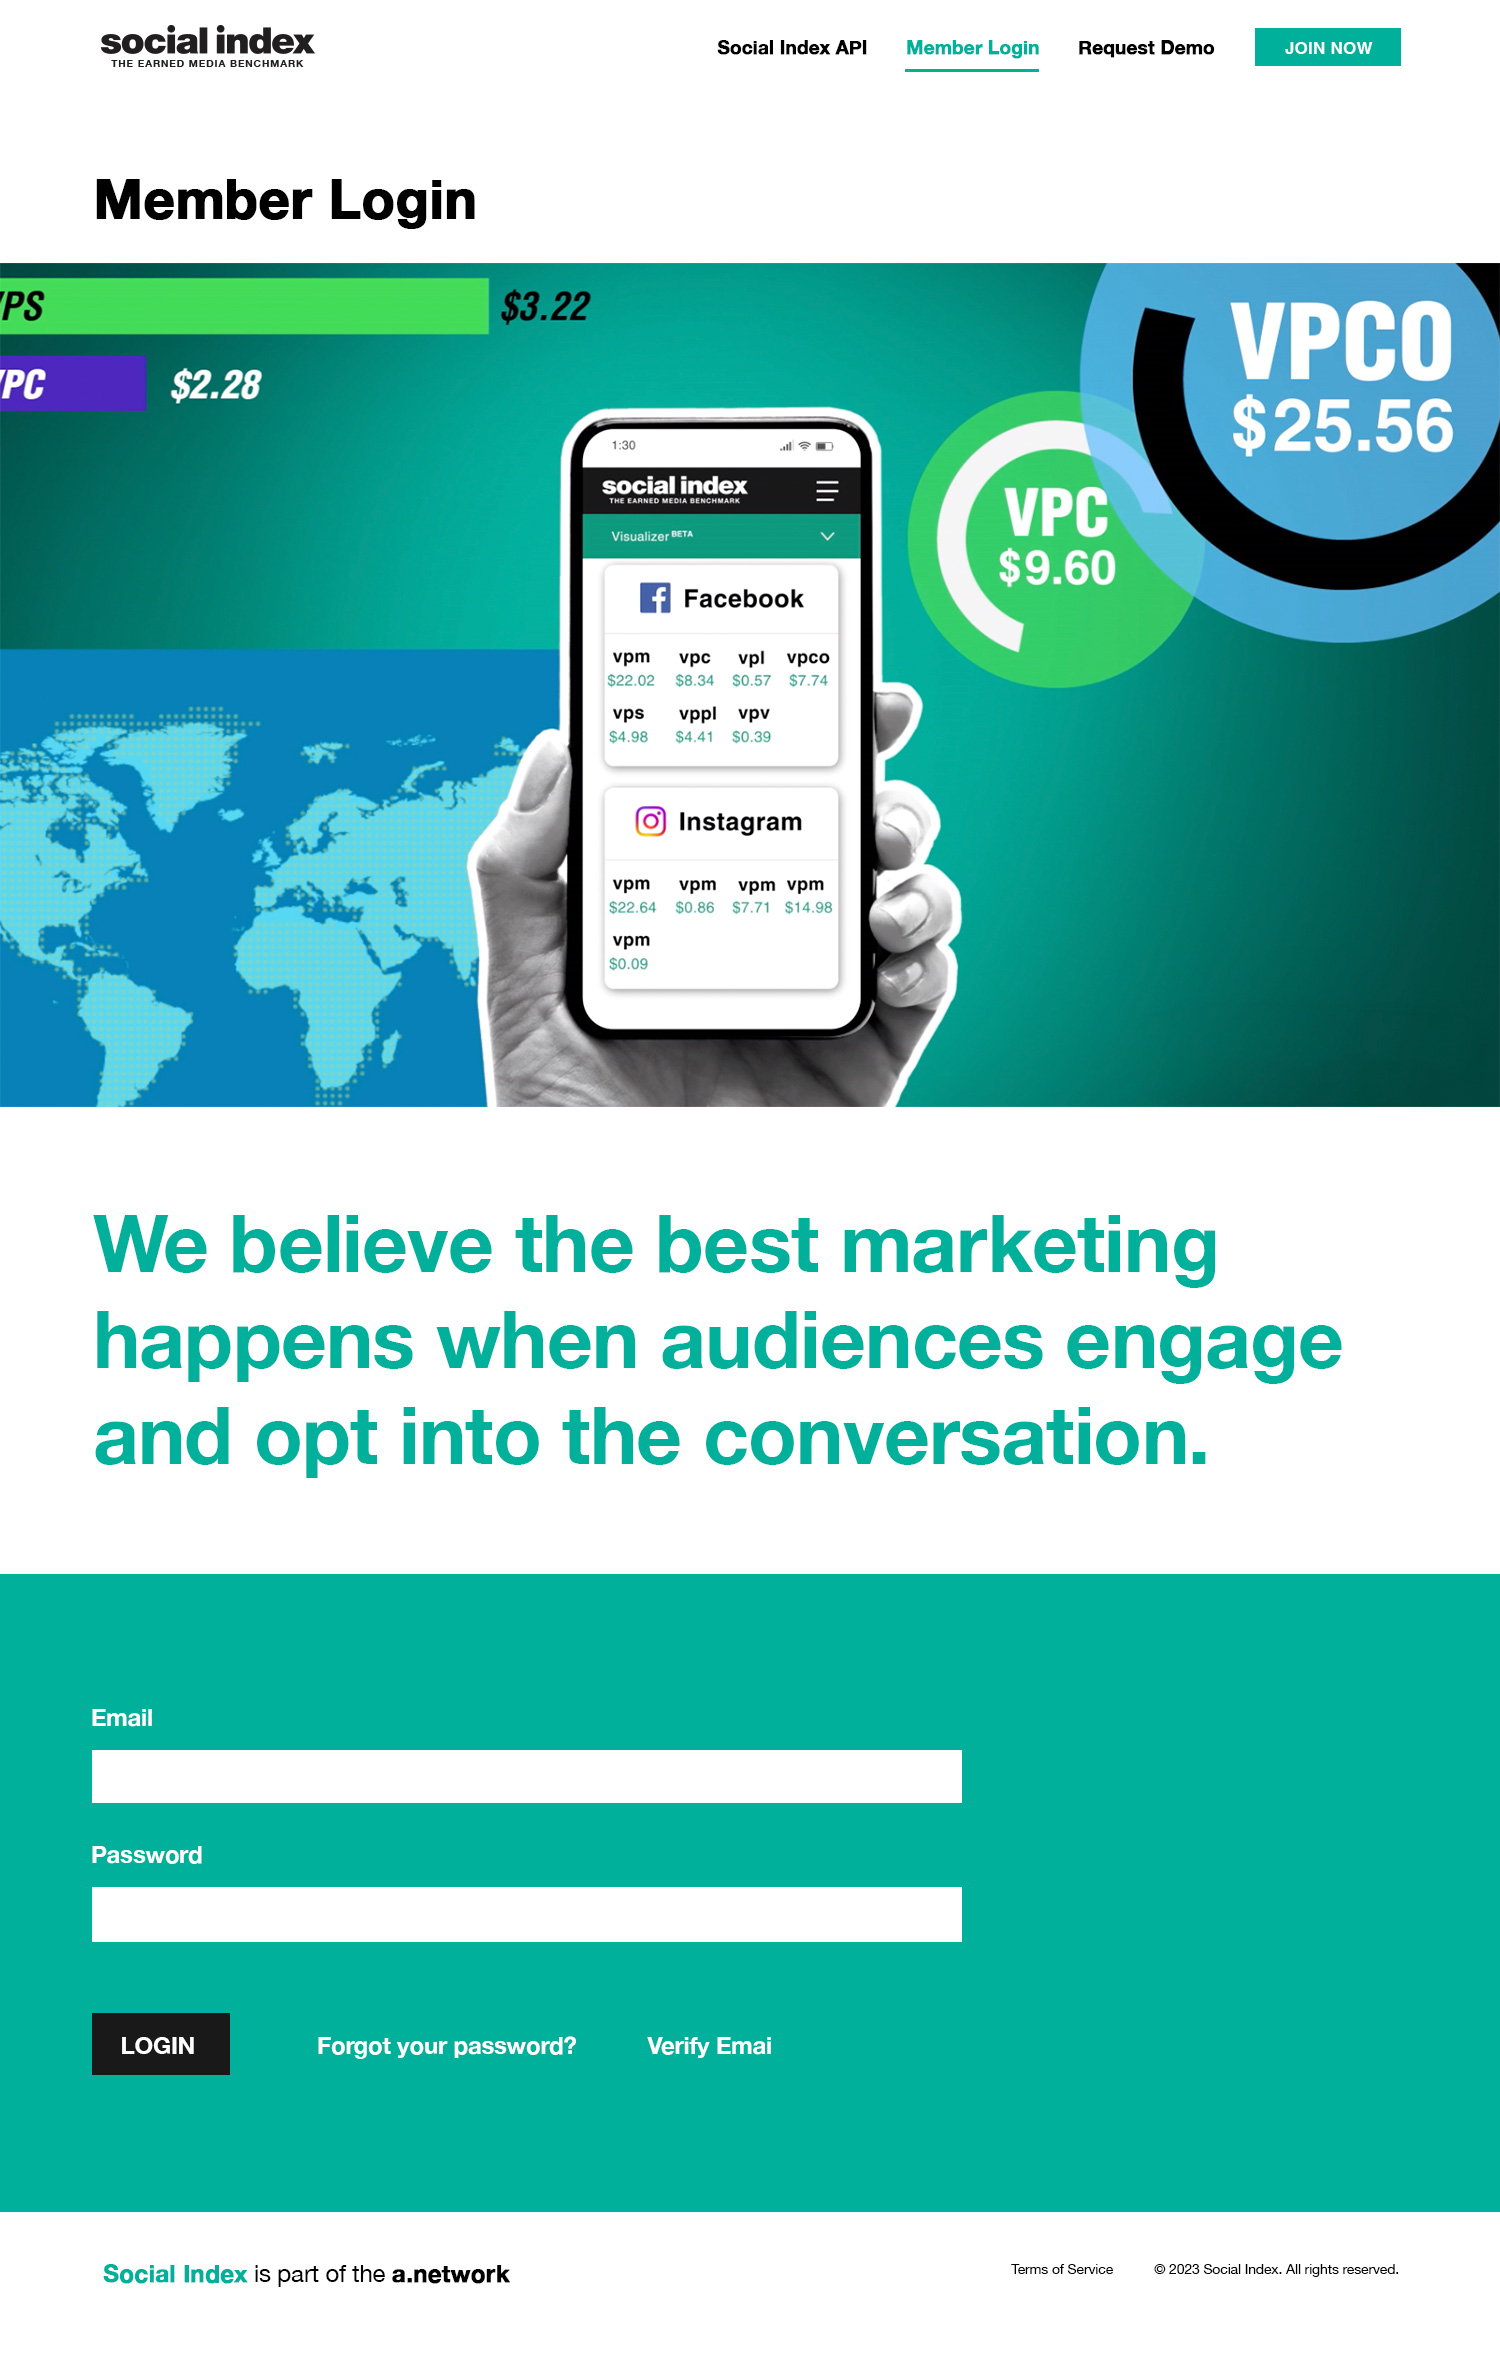 social index
THE EARNED MEDIA BENCHMARK
Social Index API
Member Login
Request Demo
JOIN NOW
Member Login
VPS
$3.22
VPC
$2.28
VPCO
$25.56
VPC
$9.60
1:30
social index
THE EARNED MEDIA BENCHMARK
Visualizer BETA
Facebook
vpm vpc vpl vpco
$22.02 $8.34 $0.57 $7.74
vps vppl vpv
$4.98 $4.41 $0.39
Instagram
vpm vpm vpm vpm
$22.64 $0.86 $7.71 $14.98
vpm
$0.09
We believe the best marketing
happens when audiences engage
and opt into the conversation.
Email
Password
LOGIN
Forgot your password?
Verify Emai
Social Index is part of the a.network
Terms of Service
© 2023 Social Index. All rights reserved.